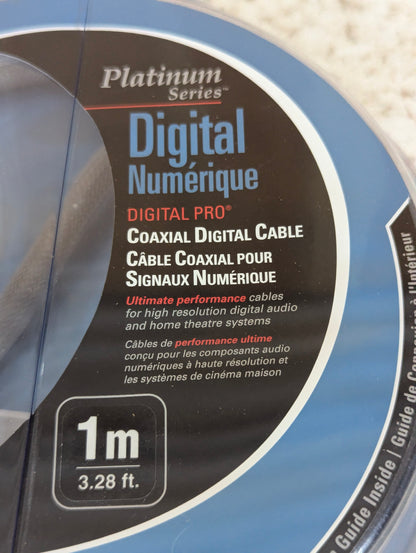 Platinum
Series™
Digital
Numérique
DIGITAL PRO®
COAXIAL DIGITAL CABLE
CÂBLE COAXIAL POUR
SIGNAUX NUMÉRIQUE
Ultimate performance cables
for high resolution digital audio
and home theatre systems
Câbles de performance ultime
conçu pour les composants audio
numériques à haute résolution et
les systèmes de cinéma maison
1m
3.28 ft.
Guide Inside | Guide de
l'Intérieur